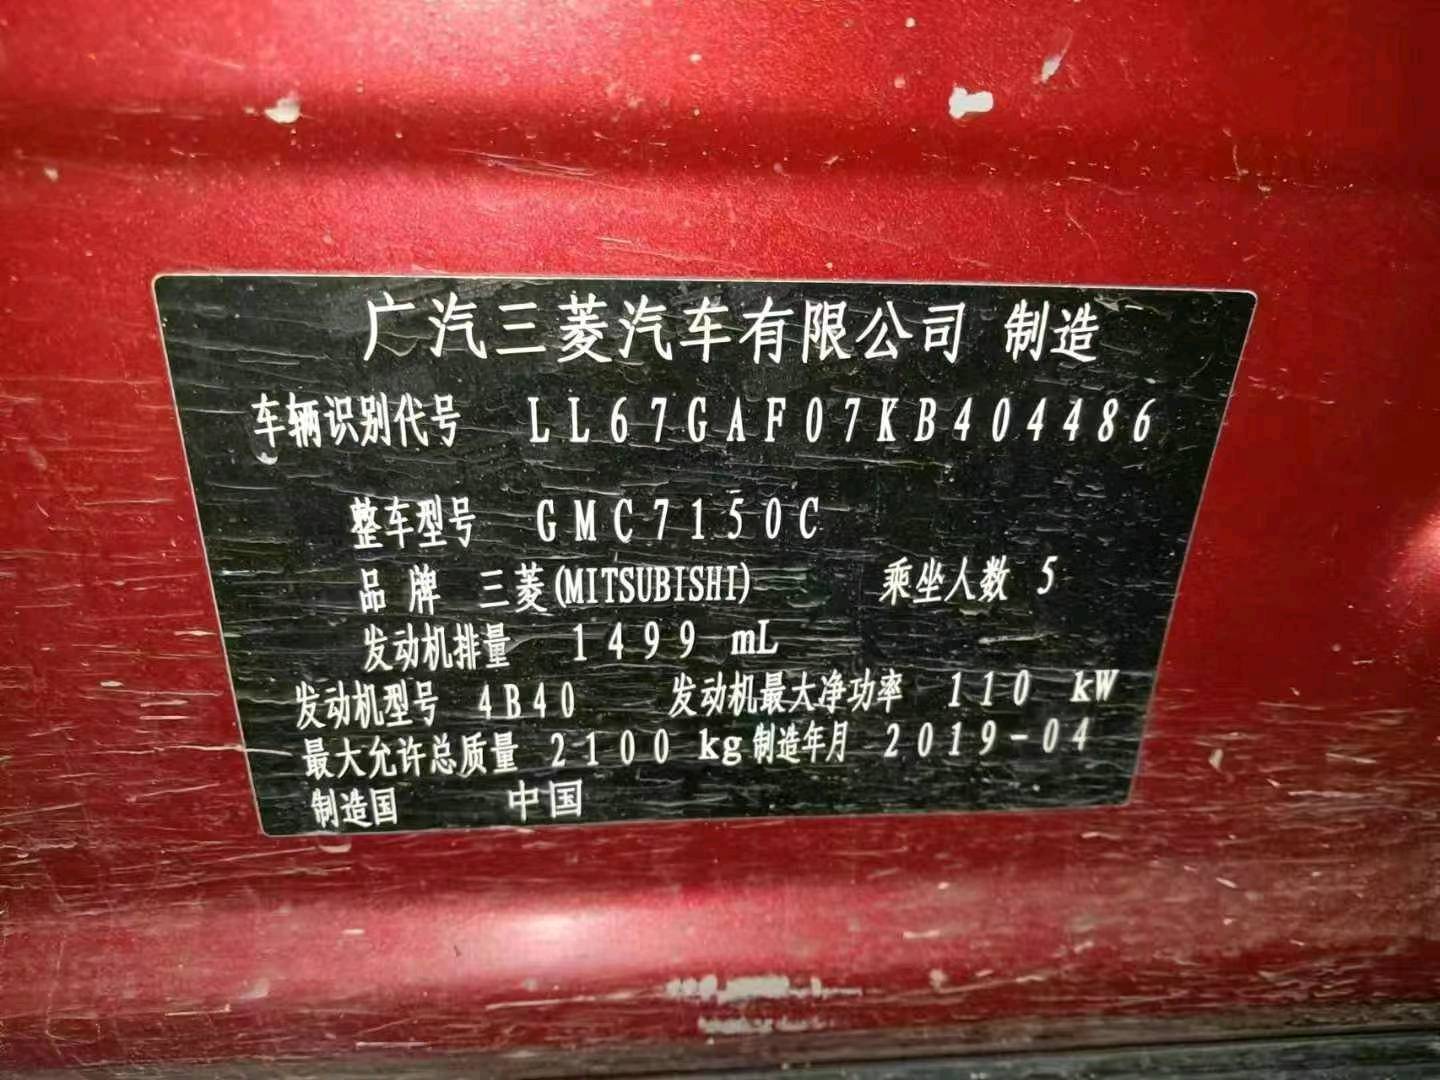 广汽三菱汽车有限公司 制造
车辆识别代号 LL67GAF07KB404486
整车型号 GMC7150C
品牌 三菱(MITSUBISHI) 乘坐人数 5
发动机排量 1499 mL
发动机型号 4B40 发动机最大净功率 110 kW
最大允许总质量 2100 kg 制造年月 2019-04
制造国 中国